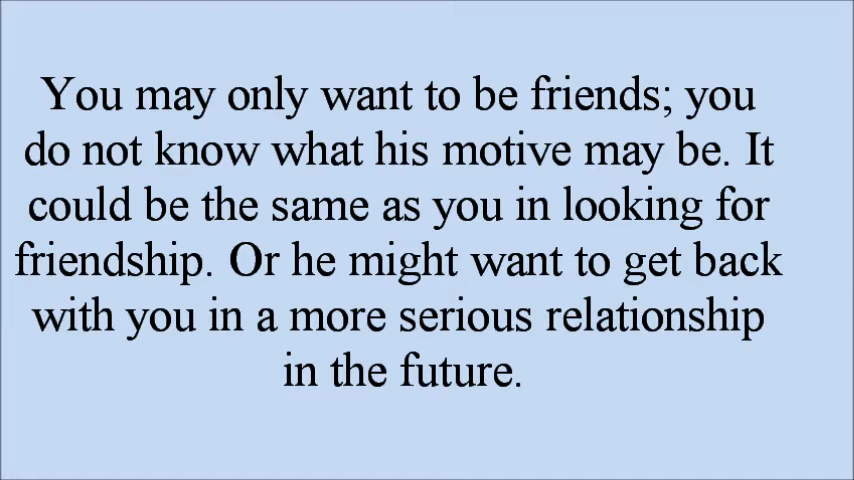 You may only want to be friends; you
do not know what his motive may be. It
could be the same as you in looking for
friendship. Or he might want to get back
with you in a more serious relationship
in the future.